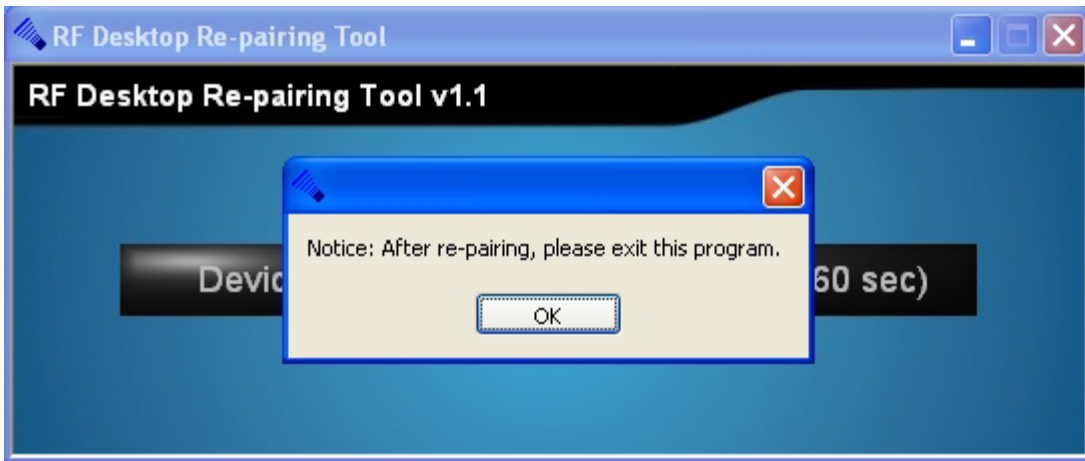 RF Desktop Re-pairing Tool
RF Desktop Re-pairing Tool v1.1
Notice: After re-pairing, please exit this program.
60 sec)
OK